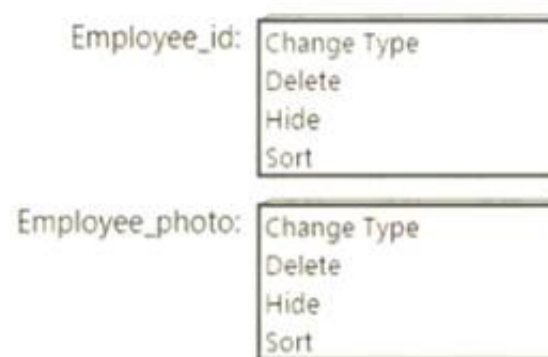 Employee_id:
Change Type
Delete
Hide
Sort
Employee_photo:
Change Type
Delete
Hide
Sort